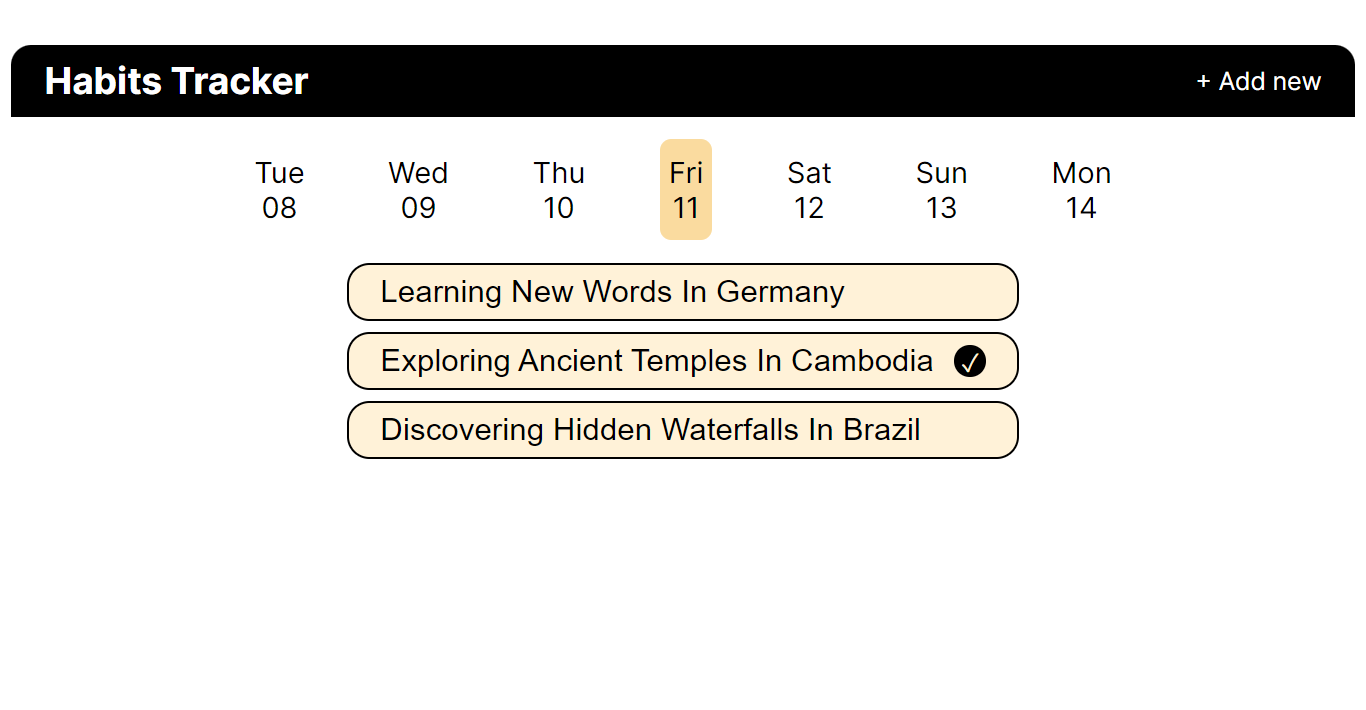 Habits Tracker + Add new
Tue Wed Thu Fri Sat Sun Mon
08 09 10 11 12 13 14
Learning New Words In Germany
Exploring Ancient Temples In Cambodia ✓
Discovering Hidden Waterfalls In Brazil